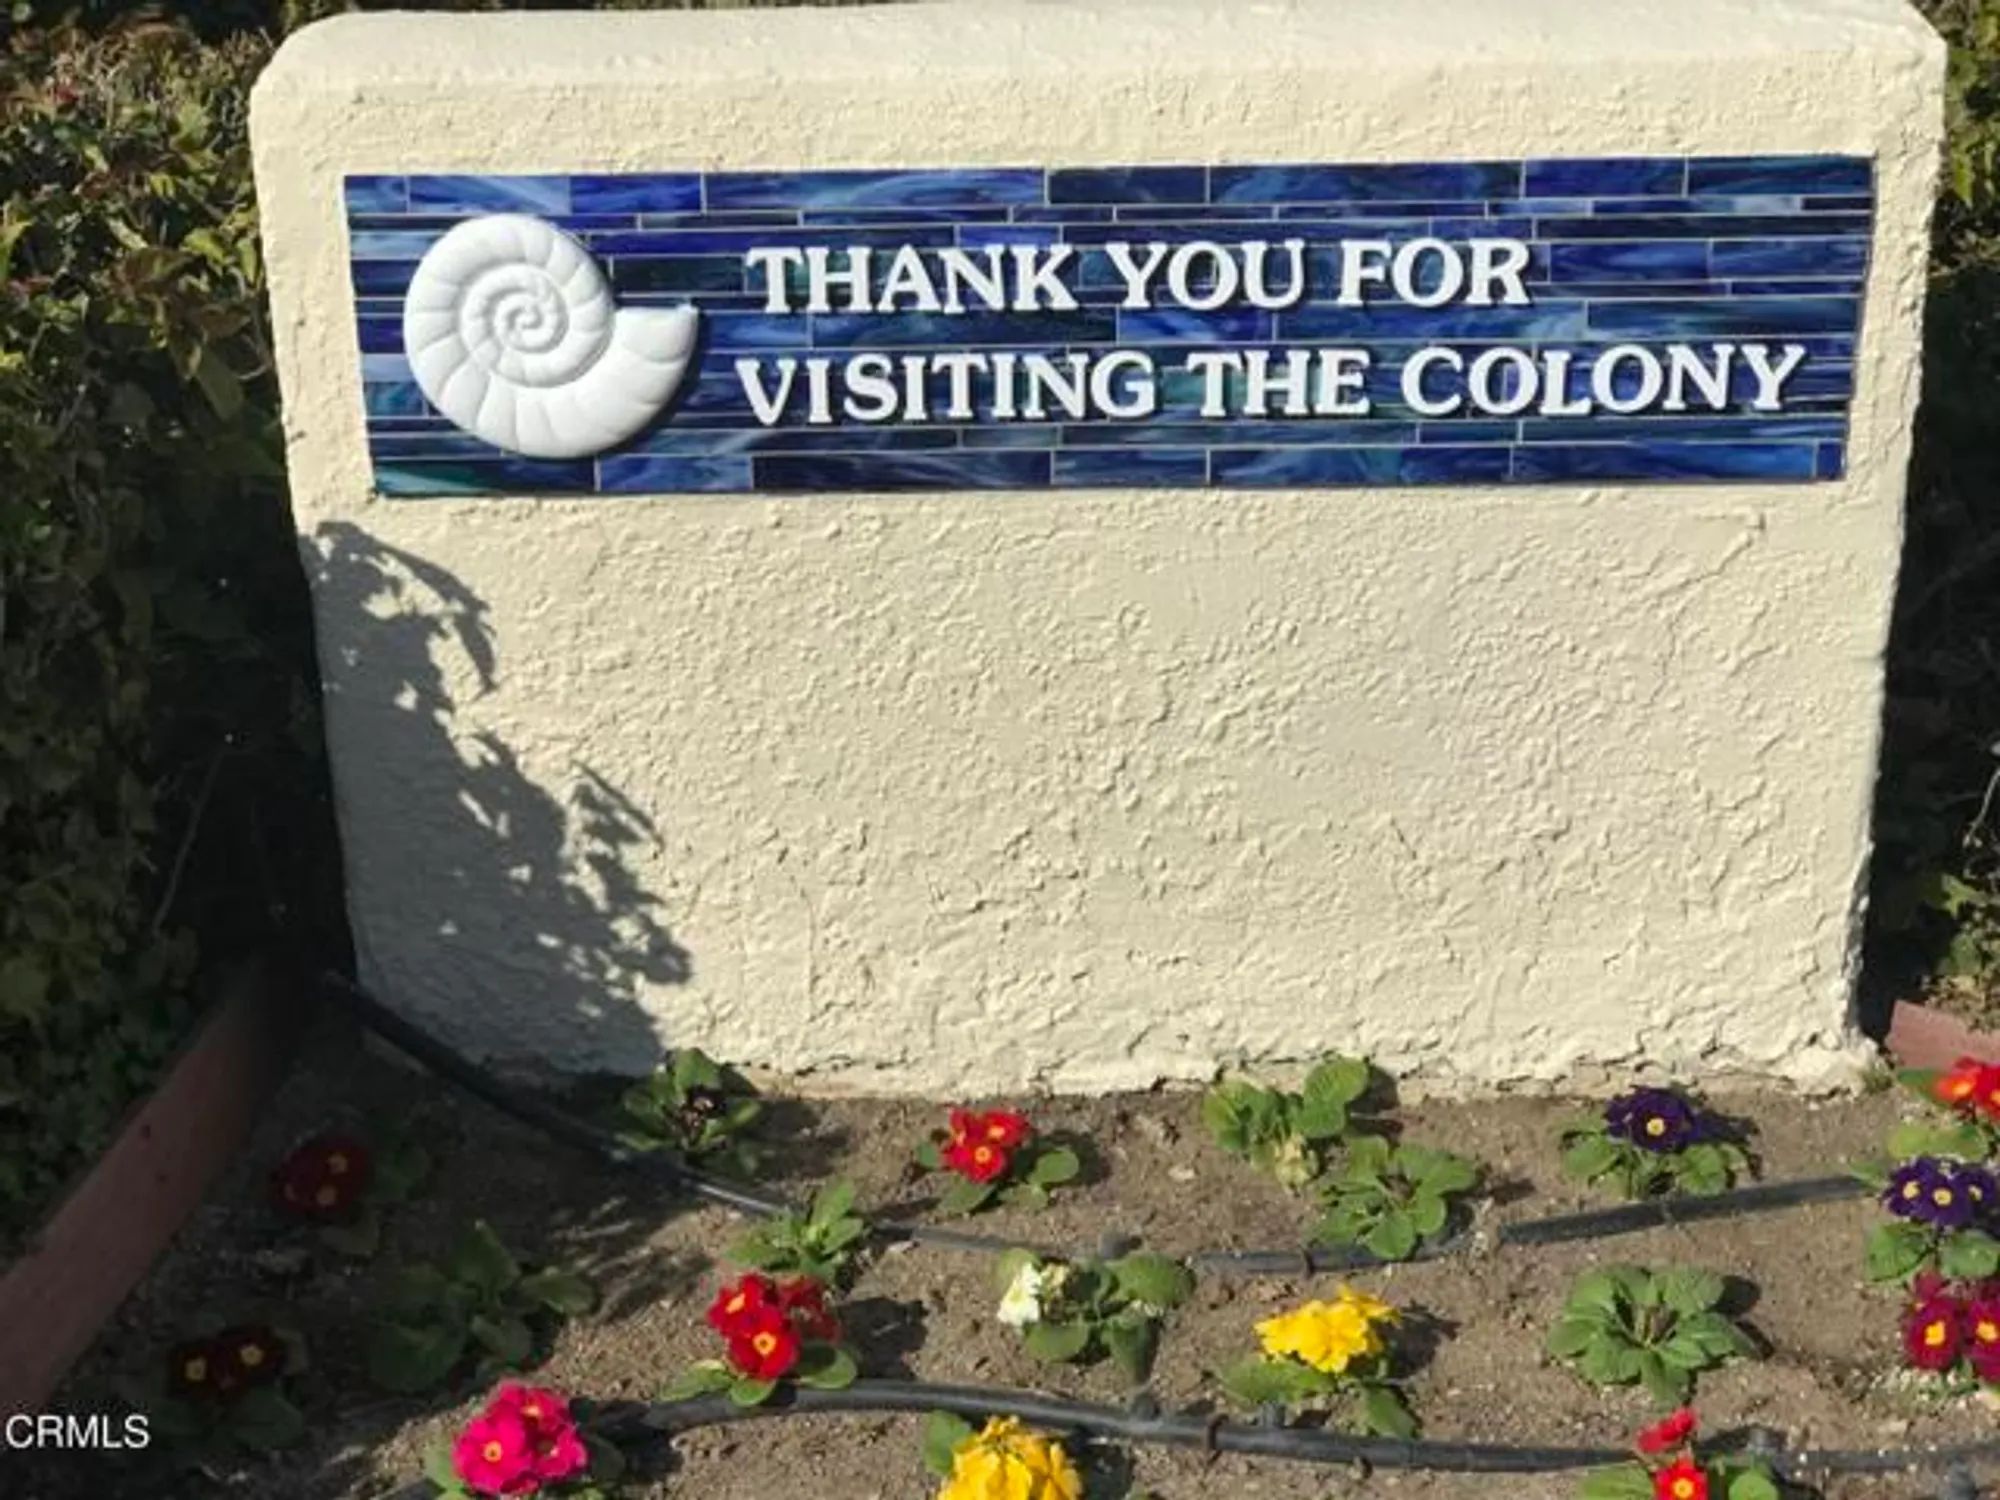 THANK YOU FOR
VISITING THE COLONY
CRMLS